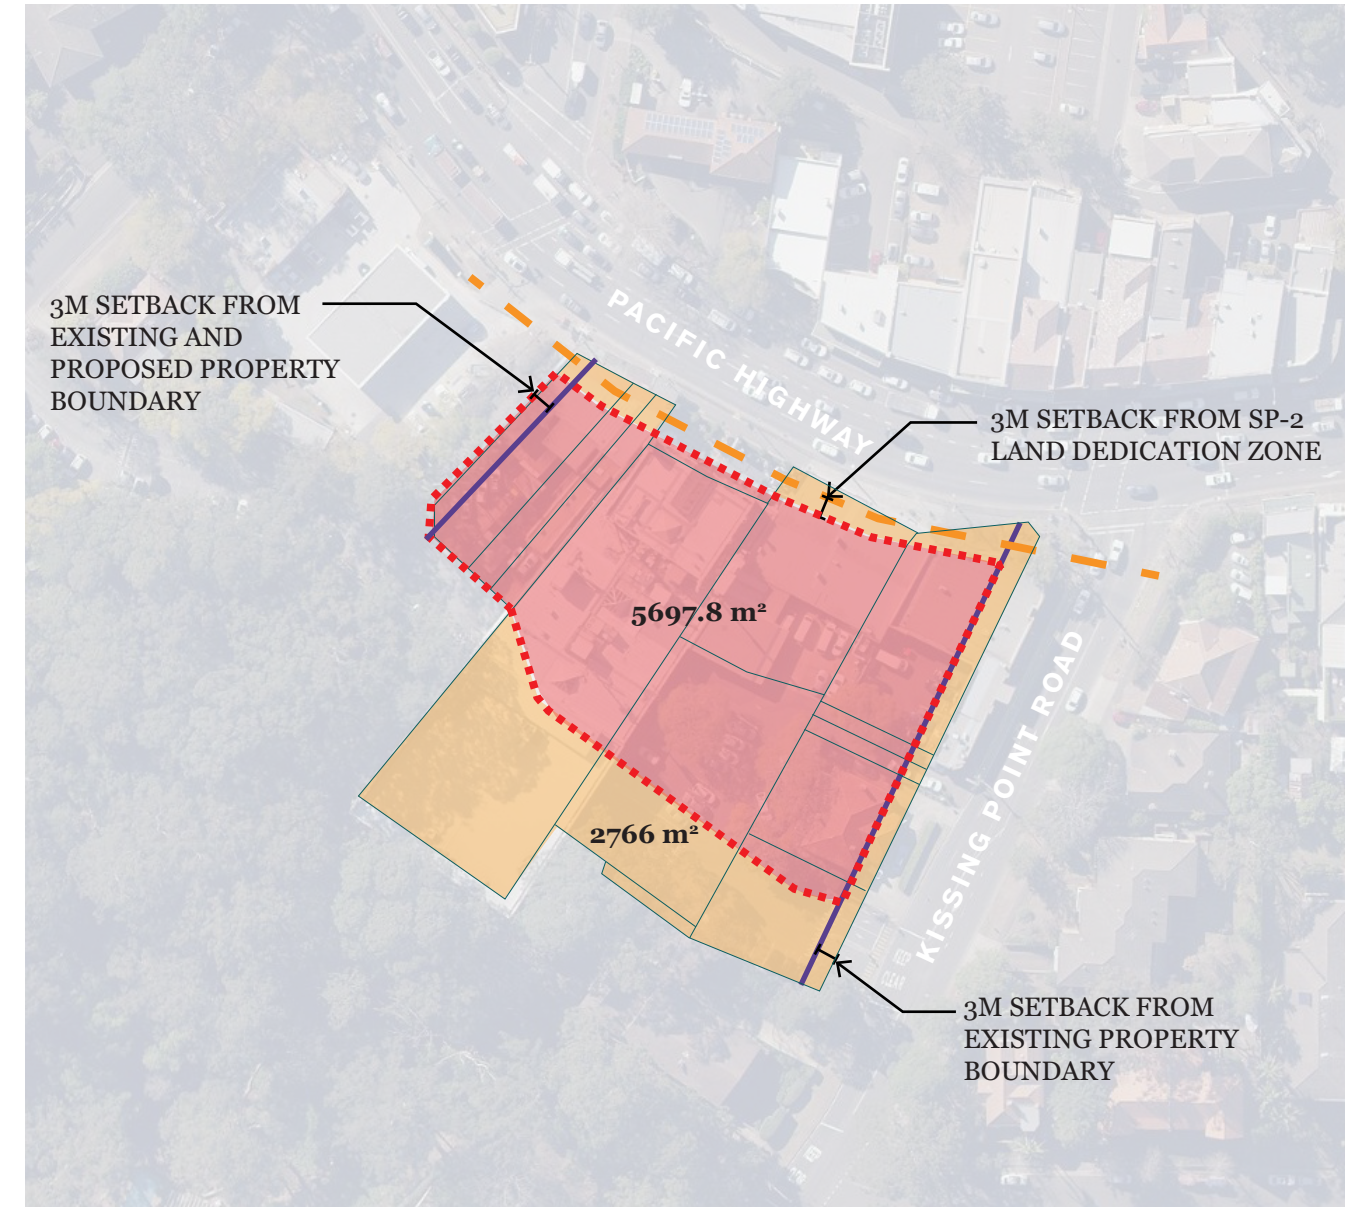 PACIFIC HIGHWAY
3M SETBACK FROM
EXISTING AND
PROPOSED PROPERTY
BOUNDARY
3M SETBACK FROM SP-2
LAND DEDICATION ZONE
5697.8 m²
KISSING POINT ROAD
2766 m²
3M SETBACK FROM
EXISTING PROPERTY
BOUNDARY